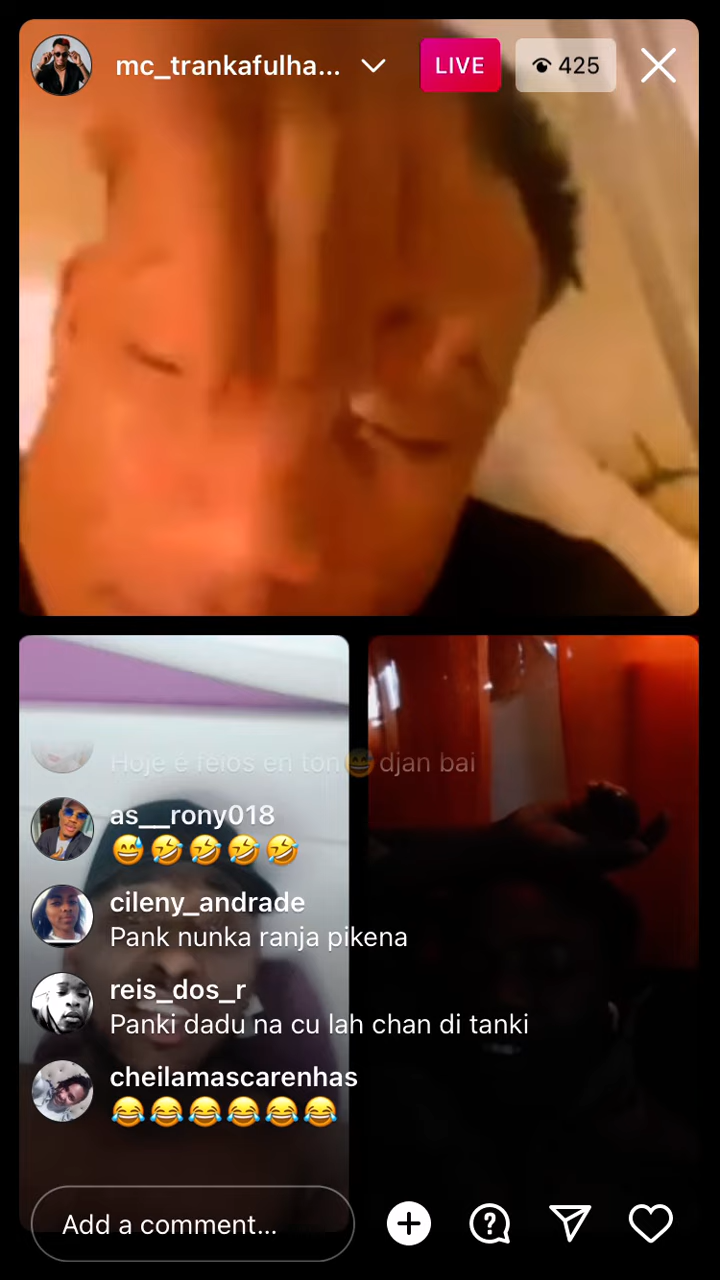 mc_trankafulha...
LIVE
425
Hoje e feios en ton😅djan bai
as__rony018
😅🤣🤣🤣🤣
cileny_andrade
Pank nunka ranja pikena
reis_dos_r
Panki dadu na cu lah chan di tanki
cheilamascarenhas
😂😂😂😂😂😂
Add a comment...